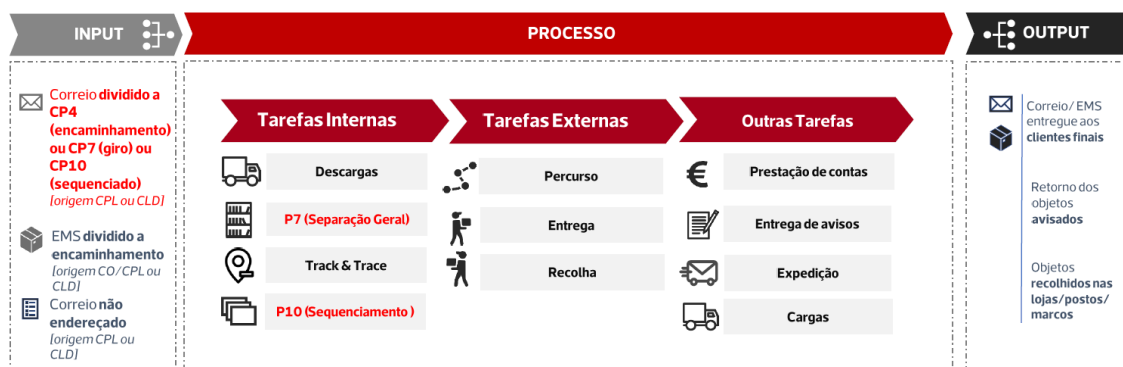 INPUT
PROCESSO
OUTPUT
Correio dividido a
CP4
(encaminhamento)
ou CP7 (giro) ou
CP10
(sequenciado)
[origem CPL ou CLD]
EMS dividido a
encaminhamento
[origem CO/CPL ou
CLD]
Correio não
endereçado
[origem CPL ou
CLD]
Tarefas Internas
Descargas
P7 (Separação Geral)
Track & Trace
P10 (Sequenciamento )
Tarefas Externas
Percurso
Entrega
Recolha
Outras Tarefas
€
Prestação de contas
Entrega de avisos
Expedição
Cargas
Correio/ EMS
entregue aos
clientes finais
Retorno dos
objetos
avisados
Objetos
recolhidos nas
lojas/postos/
marcos